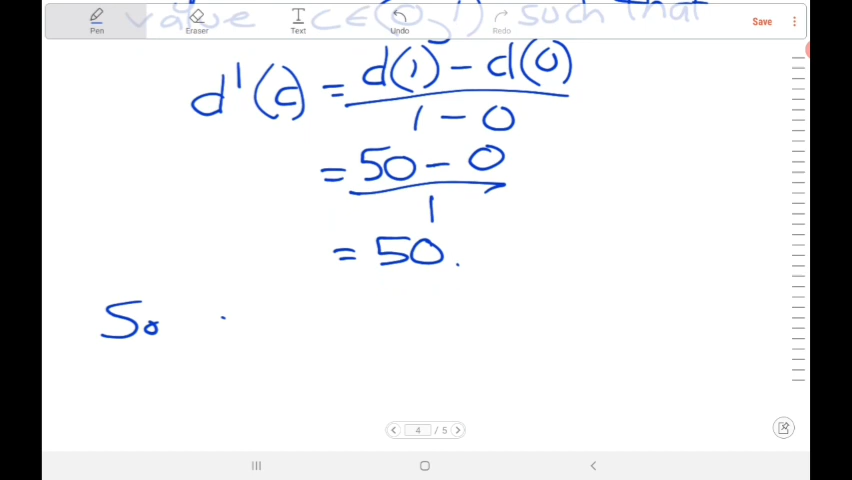 value c∈(0,1) such that
Pen Eraser Text Undo Redo Save
d'(c) = d(1) - d(0)
1 - 0
= 50 - 0
1
= 50.
So
4 / 5